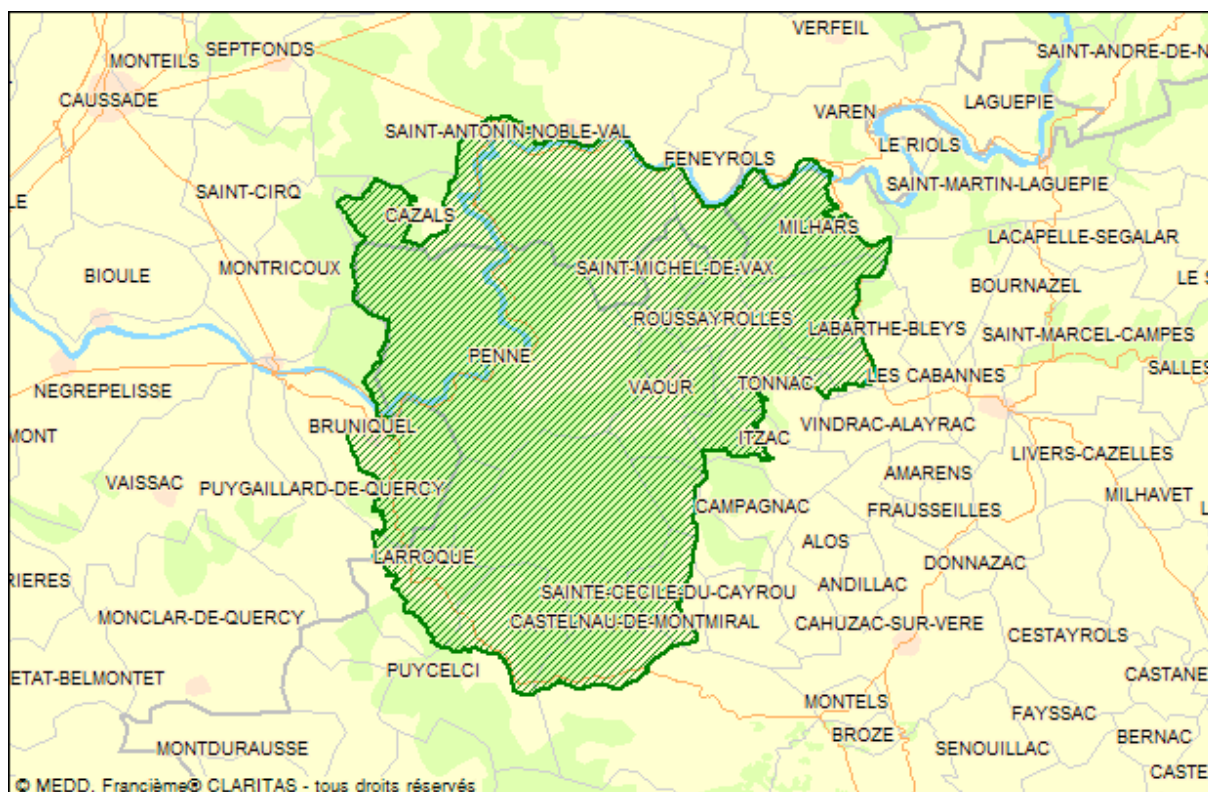 VERFEIL
SEPTFONDS
SAINT-ANDRE-DE-N
MONTEILS
CAUSSADE
LAGUEPIE
VAREN
SAINT-ANTONIN-NOBLE-VAL
LE RIOLS
FENEYROLS
SAINT-MARTIN-LAGUEPIE
SAINT-CIRQ
LE
CAZALS
MILHARS
LACAPELLE-SEGALAR
MONTRICOUX
SAINT-MICHEL-DE-VAX
BIOULE
LE S
BOURNAZEL
ROUSSAYROLLES
LABARTHE-BLEYS
SAINT-MARCEL-CAMPES
PENNE
SALLES
LES CABANNES
NEGREPELISSE
VAOUR
TONNAC
BRUNIQUEL
VINDRAC-ALAYRAC
MONT
ITZAC
LIVERS-CAZELLES
AMARENS
VAISSAC
PUYGAILLARD-DE-QUERCY
MILHAVET
CAMPAGNAC
FRAUSSEILLES
L
ALOS
LARROQUE
DONNAZAC
RIERES
ANDILLAC
SAINTE-CECILE-DU-CAYROU
MONCLAR-DE-QUERCY
CASTELNAU-DE-MONTMIRAL
CAHUZAC-SUR-VERE
CESTAYROLS
PUYCELCI
CASTANE
ETAT-BELMONTET
MONTELS
FAYSSAC
BROZE
BERNAC
MONTDURAUSSE
SENOUILLAC
CASTE
© MEDD, Francième® CLARITAS - tous droits réservés